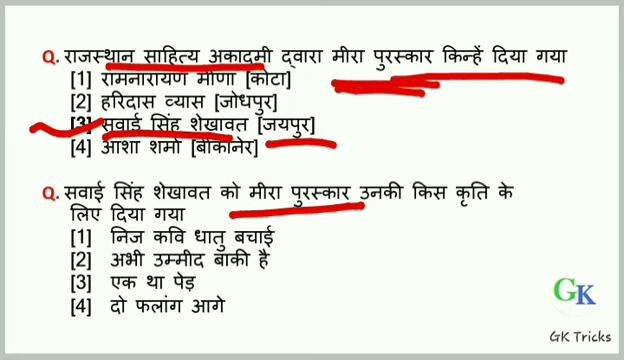 Q. राजस्थान साहित्य अकादमी द्वारा मीरा पुरस्कार किन्हें दिया गया
[1] रामनारायण मीणा [कोटा]
[2] हरिदास व्यास [जोधपुर]
[3] सवाई सिंह शेखावत [जयपुर]
[4] आशा शर्मा [बीकानेर]
Q. सवाई सिंह शेखावत को मीरा पुरस्कार उनकी किस कृति के
लिए दिया गया
[1] निज कवि धातु बचाई
[2] अभी उम्मीद बाकी है
[3] एक था पेड़
[4] दो फलांग आगे
GK
GK Tricks